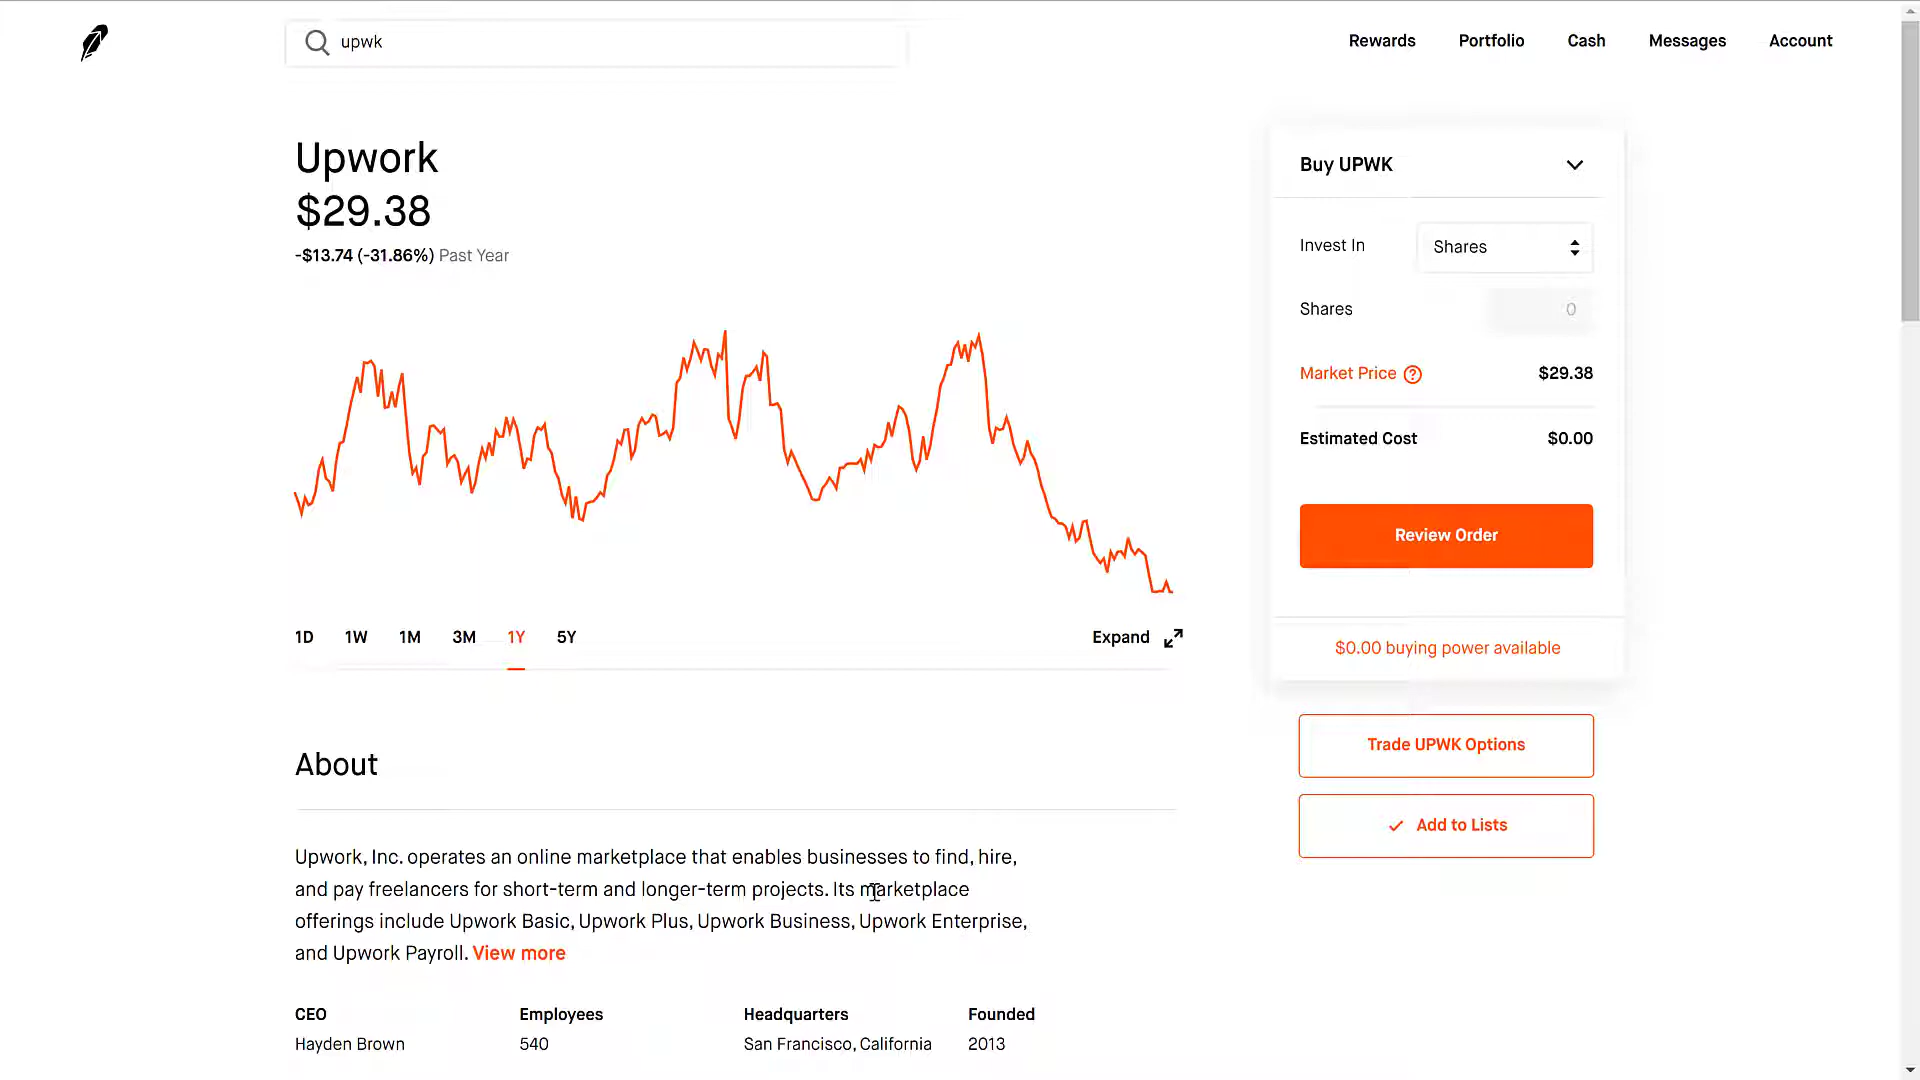 upwk
Rewards Portfolio Cash Messages Account
Upwork
$29.38
-$13.74 (-31.86%) Past Year
1D 1W 1M 3M 1Y 5Y Expand
Buy UPWK
Invest In Shares
Shares 0
Market Price ? $29.38
Estimated Cost $0.00
Review Order
$0.00 buying power available
Trade UPWK Options
Add to Lists
About
Upwork, Inc. operates an online marketplace that enables businesses to find, hire,
and pay freelancers for short-term and longer-term projects. Its marketplace
offerings include Upwork Basic, Upwork Plus, Upwork Business, Upwork Enterprise,
and Upwork Payroll. View more
CEO Employees Headquarters Founded
Hayden Brown 540 San Francisco, California 2013